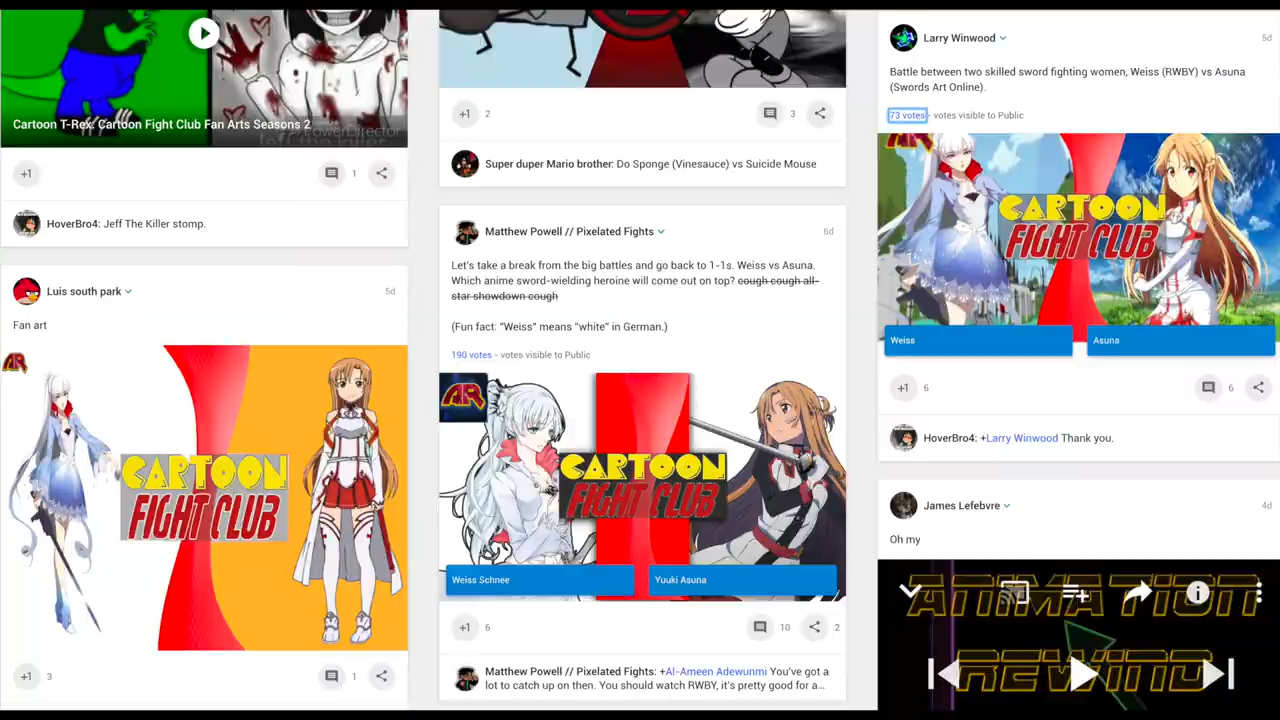 Cartoon T-Rex: Cartoon Fight Club Fan Arts Seasons 2
PowerDirector
+1
1
HoverBro4: Jeff The Killer stomp.
Luis south park
5d
Fan art
AR
CARTOON
FIGHT CLUB
+1
3
1
+1
2
3
Super duper Mario brother: Do Sponge (Vinesauce) vs Suicide Mouse
Matthew Powell // Pixelated Fights
6d
Let's take a break from the big battles and go back to 1-1s. Weiss vs Asuna.
Which anime sword-wielding heroine will come out on top? cough cough all-
star showdown cough
(Fun fact: "Weiss" means "white" in German.)
190 votes - votes visible to Public
AR
CARTOON
FIGHT CLUB
Weiss Schnee
Yuuki Asuna
+1
6
10
2
Matthew Powell // Pixelated Fights: +Al-Ameen Adewunmi You've got a
lot to catch up on then. You should watch RWBY, it's pretty good for a...
Larry Winwood
5d
Battle between two skilled sword fighting women, Weiss (RWBY) vs Asuna
(Swords Art Online).
73 votes - votes visible to Public
AR
CARTOON
FIGHT CLUB
Weiss
Asuna
+1
6
6
HoverBro4: +Larry Winwood Thank you.
James Lefebvre
4d
Oh my
ANIMATION
REWIND